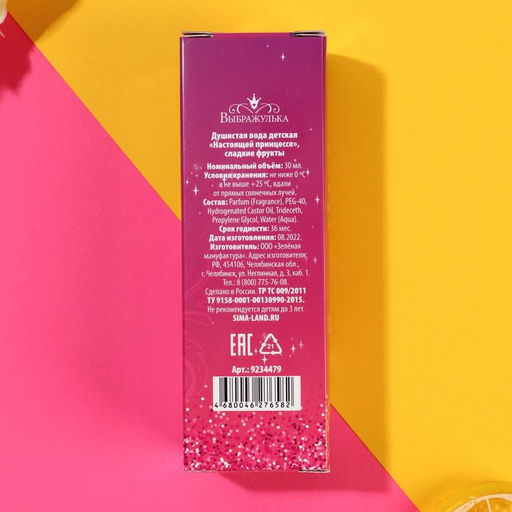 ВЫБРАЖУЛЬКА
Душистая вода детская
«Настоящей принцессе»,
сладкие фрукты
Номинальный объём: 30 мл.
Условия хранения: не ниже 0 °С
и не выше +25 °С, вдали
от прямых солнечных лучей.
Состав: Parfum (Fragrance), PEG-40,
Hydrogenated Castor Oil, Trideceth,
Propylene Glycol, Water (Aqua).
Срок годности: 36 мес.
Дата изготовления: 08.2022.
Изготовитель: ООО «Зелёная
мануфактура». Адрес изготовителя:
РФ, 454106, Челябинская обл.,
г. Челябинск, ул. Неглинная, д. 3, каб. 1.
Тел.: 8 (800) 775-76-08.
Сделано в России. ТР ТС 009/2011
ТУ 9158-0001-00130990-2015.
Не рекомендуется детям до 3 лет.
SIMA-LAND.RU
ЕАС 21
Арт.: 9234479
4 680046 276582